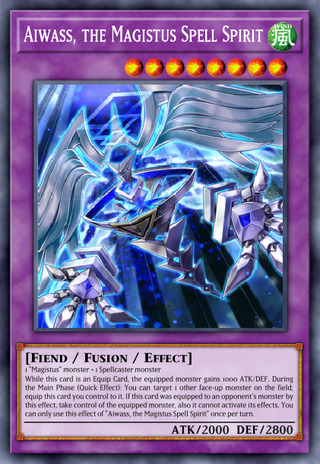 Aiwass, the Magistus Spell Spirit
WIND
風
[Fiend / Fusion / Effect]
1 "Magistus" monster + 1 Spellcaster monster
While this card is an Equip Card, the equipped monster gains 1000 ATK/DEF. During
the Main Phase (Quick Effect): You can target 1 other face-up monster on the field;
equip this card you control to it. If this card was equipped to an opponent's monster by
this effect, take control of the equipped monster, also it cannot activate its effects. You
can only use this effect of "Aiwass, the Magistus Spell Spirit" once per turn.
ATK/2000 DEF/2800